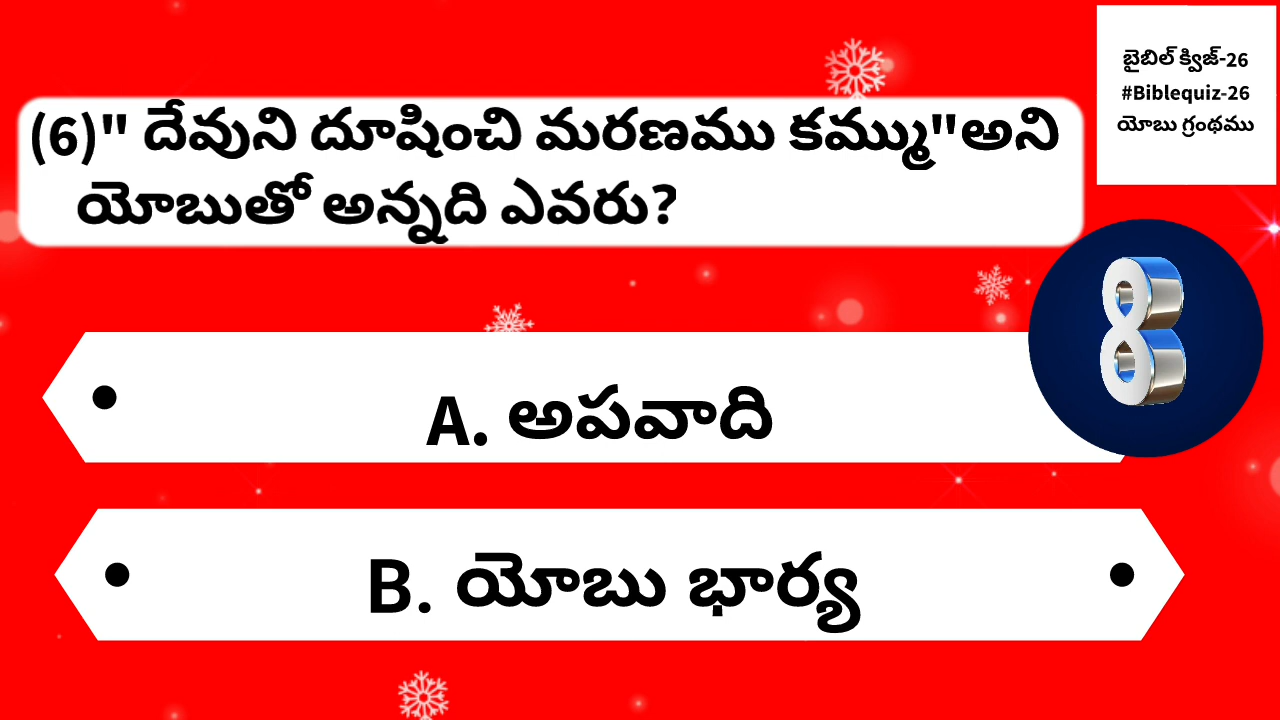 బైబిల్ క్విజ్-26
#Biblequiz-26
యోబు గ్రంథము
(6)" దేవుని దూషించి మరణము కమ్ము"అని
యోబుతో అన్నది ఎవరు?
8
A. అపవాది
B. యోబు భార్య